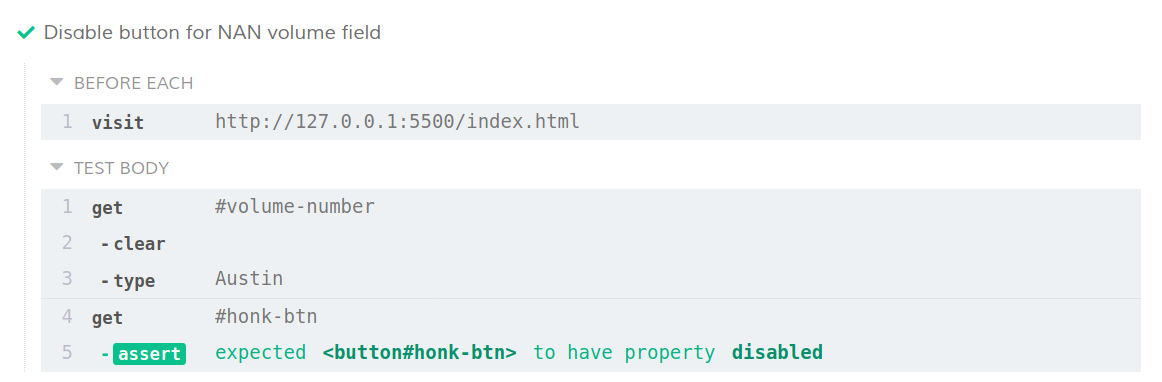 Disable button for NAN volume field
BEFORE EACH
1 visit http://127.0.0.1:5500/index.html
TEST BODY
1 get #volume-number
2 -clear
3 -type Austin
4 get #honk-btn
5 -assert expected <button#honk-btn> to have property disabled